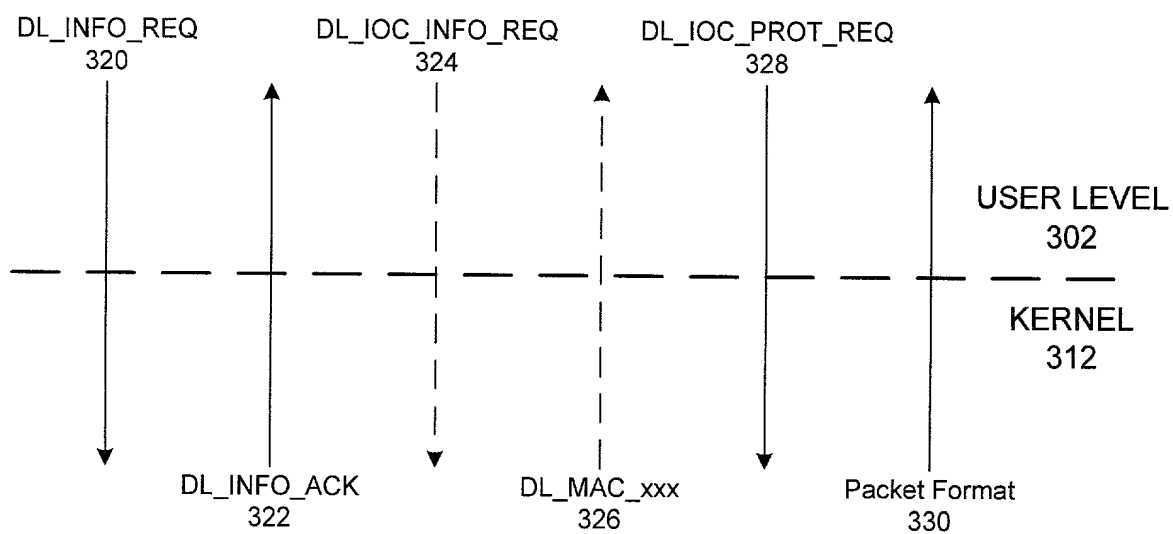 DL_INFO_REQ
320
DL_IOC_INFO_REQ
324
DL_IOC_PROT_REQ
328
USER LEVEL
302
KERNEL
312
DL_INFO_ACK
322
DL_MAC_xxx
326
Packet Format
330